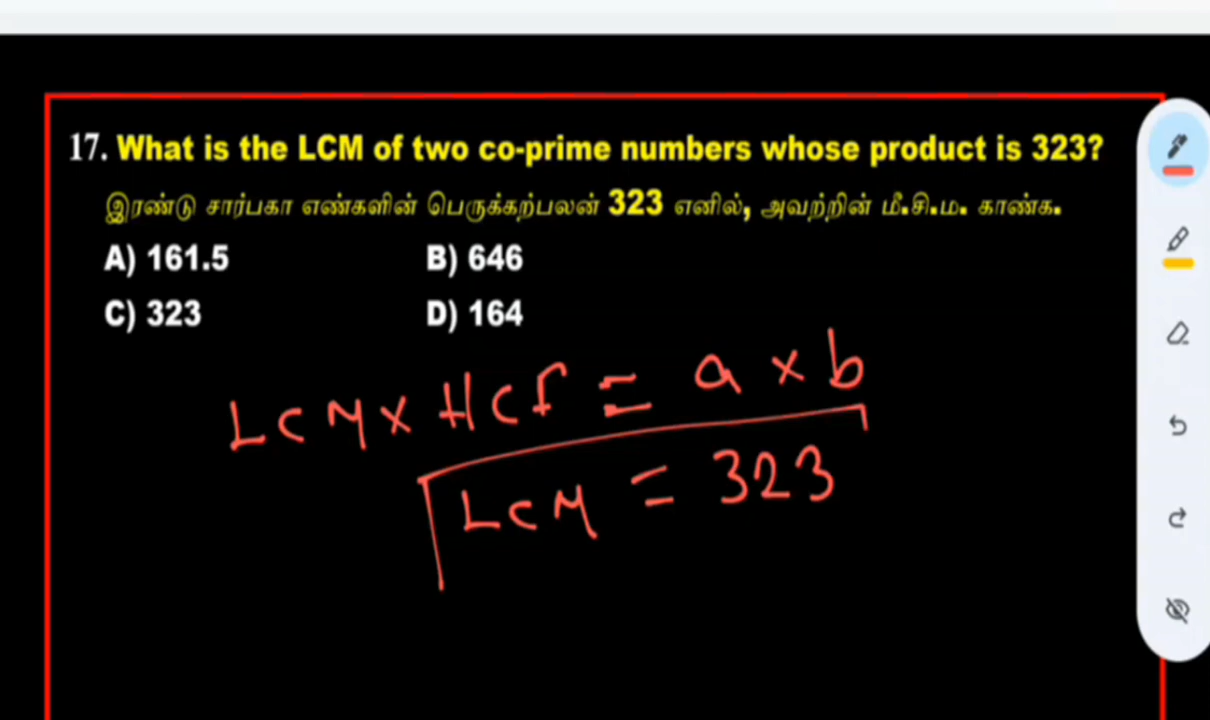 17. What is the LCM of two co-prime numbers whose product is 323?
இரண்டு சார்பகா எண்களின் பெருக்கற்பலன் 323 எனில், அவற்றின் மீ.சி.ம. காண்க.
A) 161.5 B) 646
C) 323 D) 164
LCM x HCF = a x b
LCM = 323